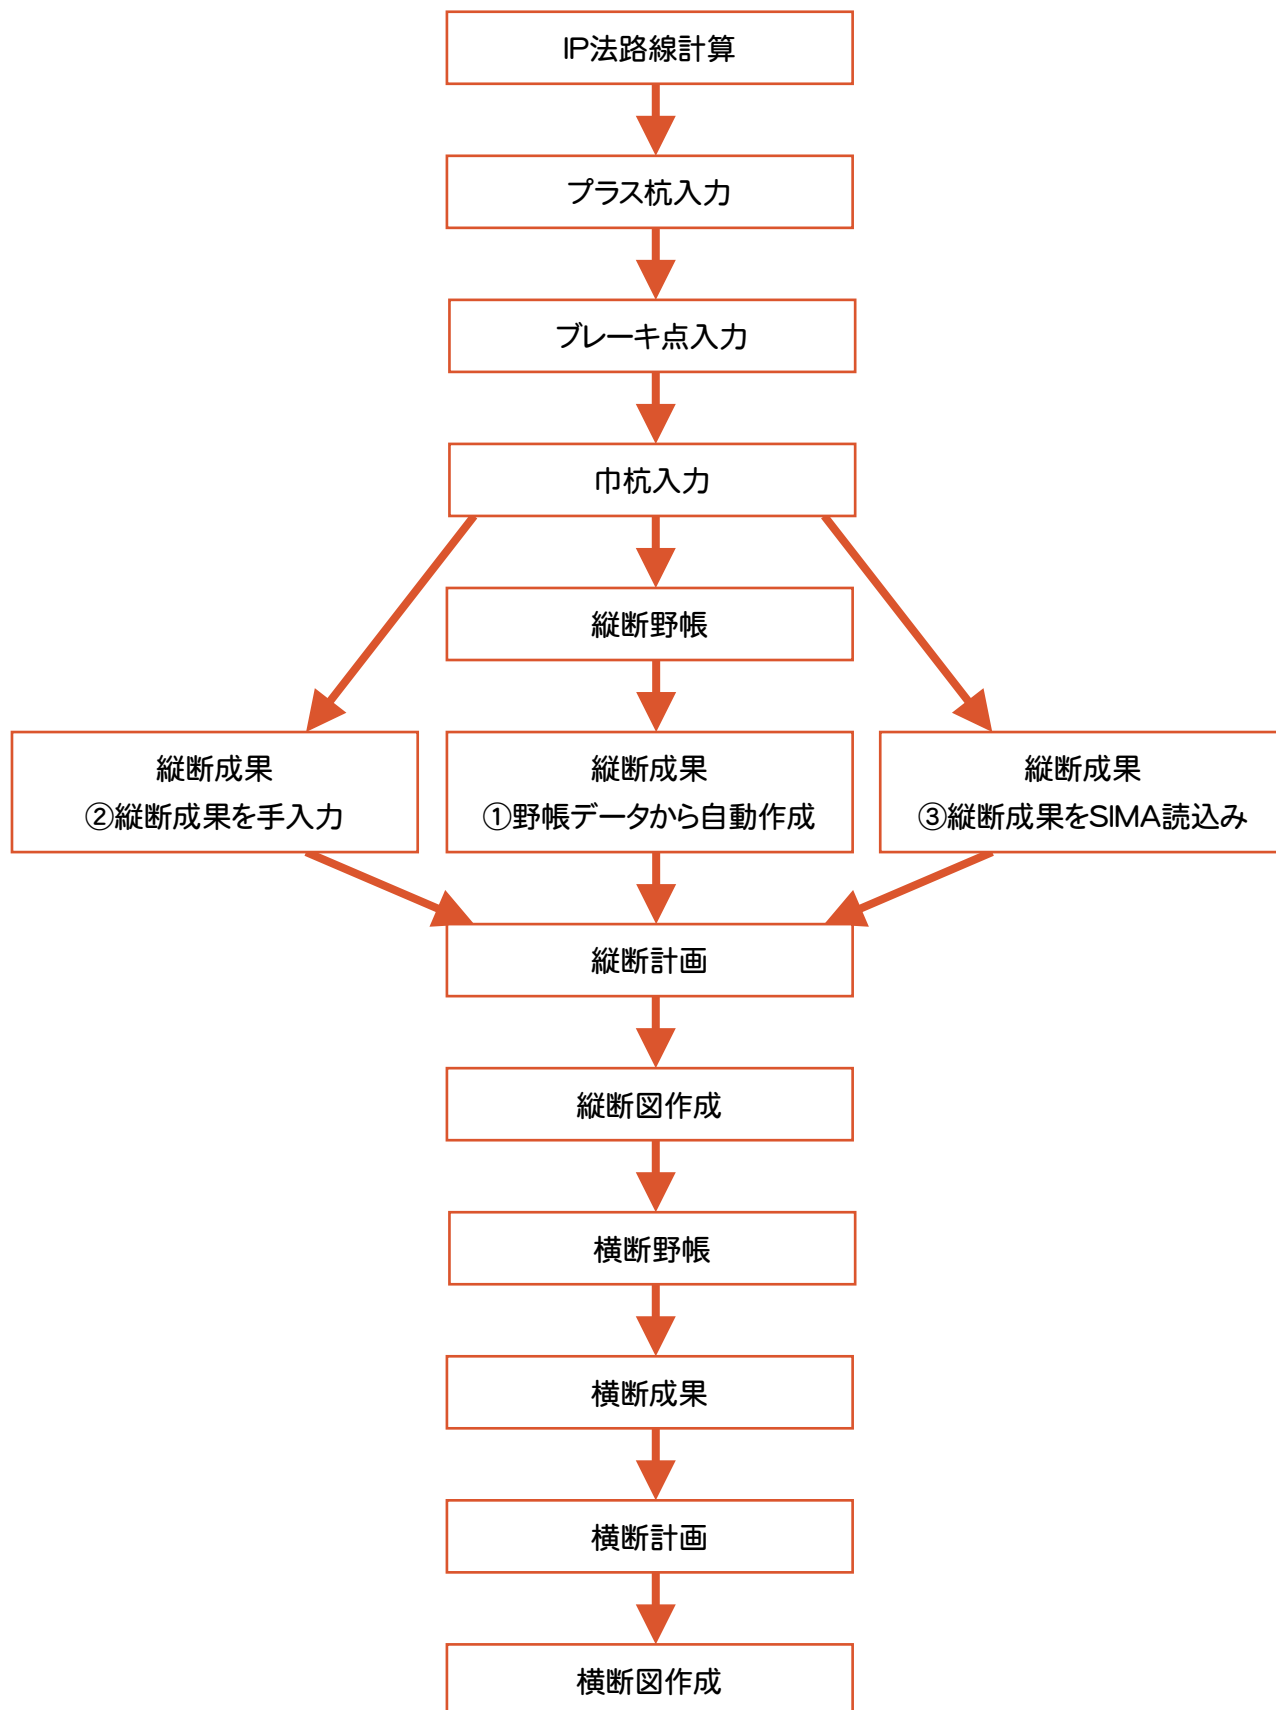 IP法路線計算
プラス杭入力
ブレーキ点入力
巾杭入力
縦断野帳
縦断成果
②縦断成果を手入力
縦断成果
①野帳データから自動作成
縦断成果
③縦断成果をSIMA読込み
縦断計画
縦断図作成
横断野帳
横断成果
横断計画
横断図作成